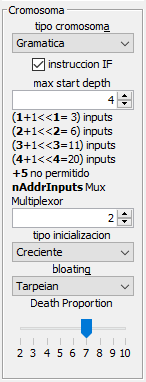 Cromosoma
tipo cromosoma
Gramatica
instruccion IF
max start depth
4
(1+1<<1= 3) inputs
(2+1<<2= 6) inputs
(3+1<<3=11) inputs
(4+1<<4=20) inputs
+5 no permitido
nAddrInputs Mux
Multiplexor
2
tipo inicializacion
Creciente
bloating
Tarpeian
Death Proportion
2 3 4 5 6 7 8 9 10